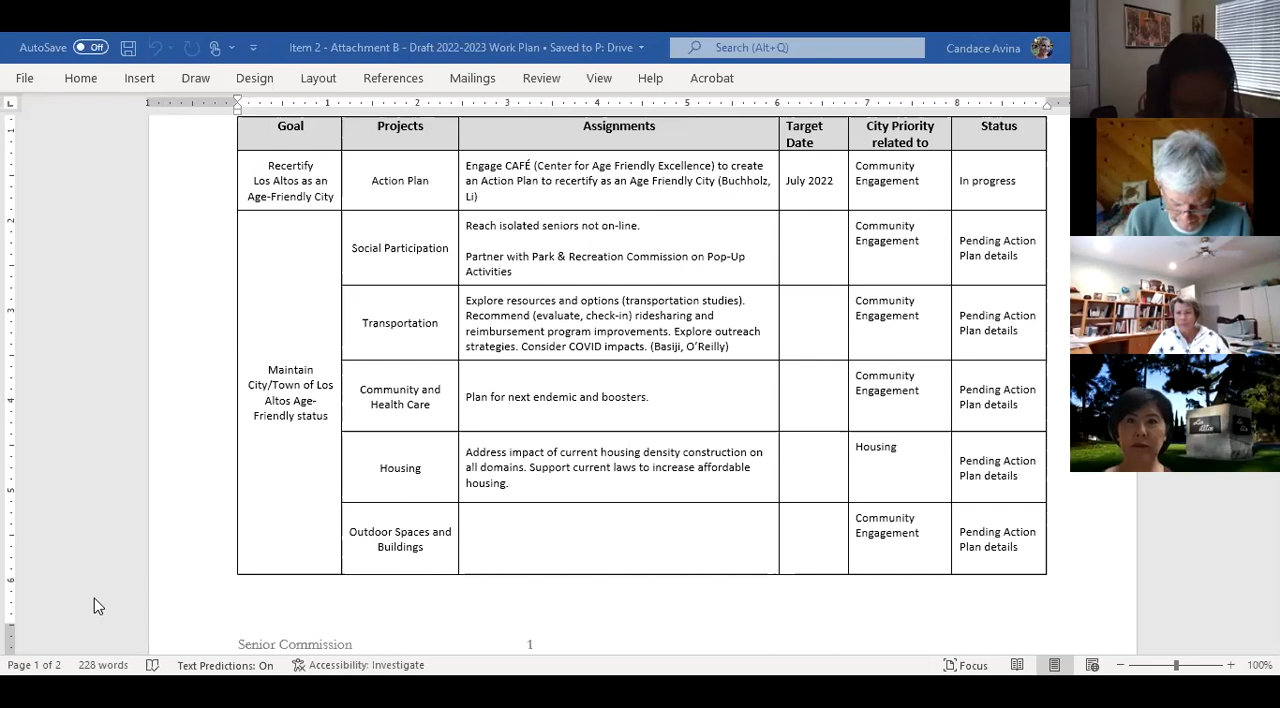 AutoSave Off
Item 2 - Attachment B - Draft 2022-2023 Work Plan • Saved to P: Drive
Search (Alt+Q)
Candace Avina
File Home Insert Draw Design Layout References Mailings Review View Help Acrobat
Goal
Projects
Assignments
Target
Date
City Priority
related to
Status
Recertify
Los Altos as an
Age-Friendly City
Action Plan
Engage CAFÉ (Center for Age Friendly Excellence) to create
an Action Plan to recertify as an Age Friendly City (Buchholz,
Li)
July 2022
Community
Engagement
In progress
Maintain
City/Town of Los
Altos Age-
Friendly status
Social Participation
Reach isolated seniors not on-line.
Partner with Park & Recreation Commission on Pop-Up
Activities
Community
Engagement
Pending Action
Plan details
Transportation
Explore resources and options (transportation studies).
Recommend (evaluate, check-in) ridesharing and
reimbursement program improvements. Explore outreach
strategies. Consider COVID impacts. (Basiji, O’Reilly)
Community
Engagement
Pending Action
Plan details
Community and
Health Care
Plan for next endemic and boosters.
Community
Engagement
Pending Action
Plan details
Housing
Address impact of current housing density construction on
all domains. Support current laws to increase affordable
housing.
Housing
Pending Action
Plan details
Outdoor Spaces and
Buildings
Community
Engagement
Pending Action
Plan details
Senior Commission 1
Page 1 of 2 228 words Text Predictions: On Accessibility: Investigate Focus 100%